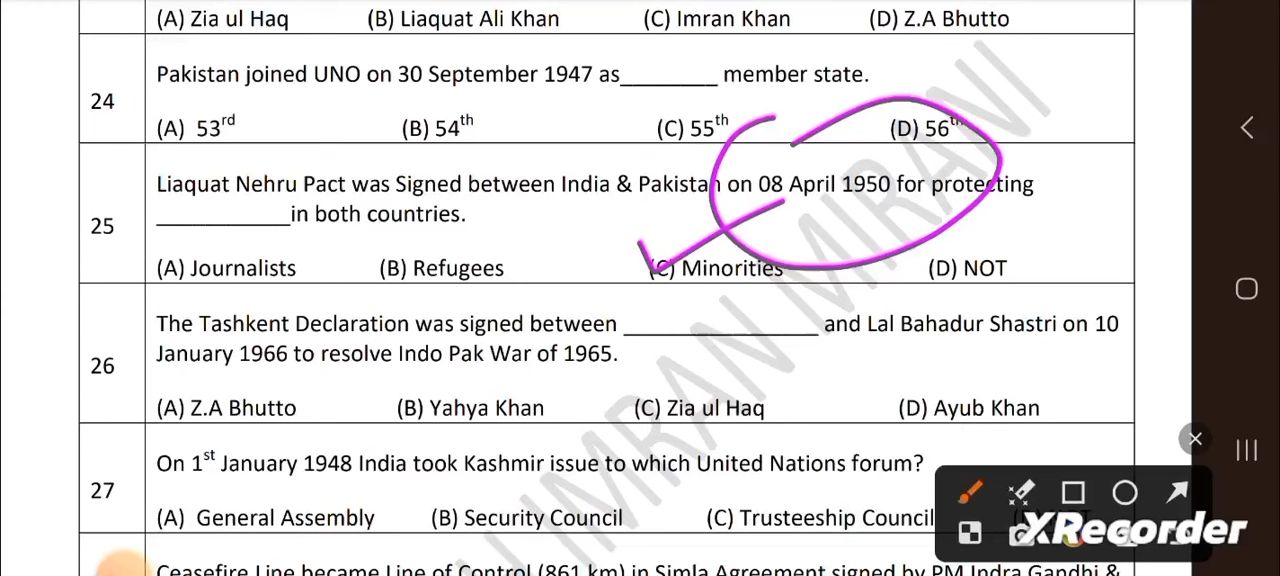 (A) Zia ul Haq (B) Liaquat Ali Khan (C) Imran Khan (D) Z.A Bhutto
24
Pakistan joined UNO on 30 September 1947 as________ member state.
(A) 53rd (B) 54th (C) 55th (D) 56th
25
Liaquat Nehru Pact was Signed between India & Pakistan on 08 April 1950 for protecting
___________in both countries.
(A) Journalists (B) Refugees (C) Minorities (D) NOT
26
The Tashkent Declaration was signed between ________________ and Lal Bahadur Shastri on 10
January 1966 to resolve Indo Pak War of 1965.
(A) Z.A Bhutto (B) Yahya Khan (C) Zia ul Haq (D) Ayub Khan
27
On 1st January 1948 India took Kashmir issue to which United Nations forum?
(A) General Assembly (B) Security Council (C) Trusteeship Council
Ceasefire Line became Line of Control (861 km) in Simla Agreement signed by PM Indra Gandhi &
IMRAN MIRANI
XRecorder